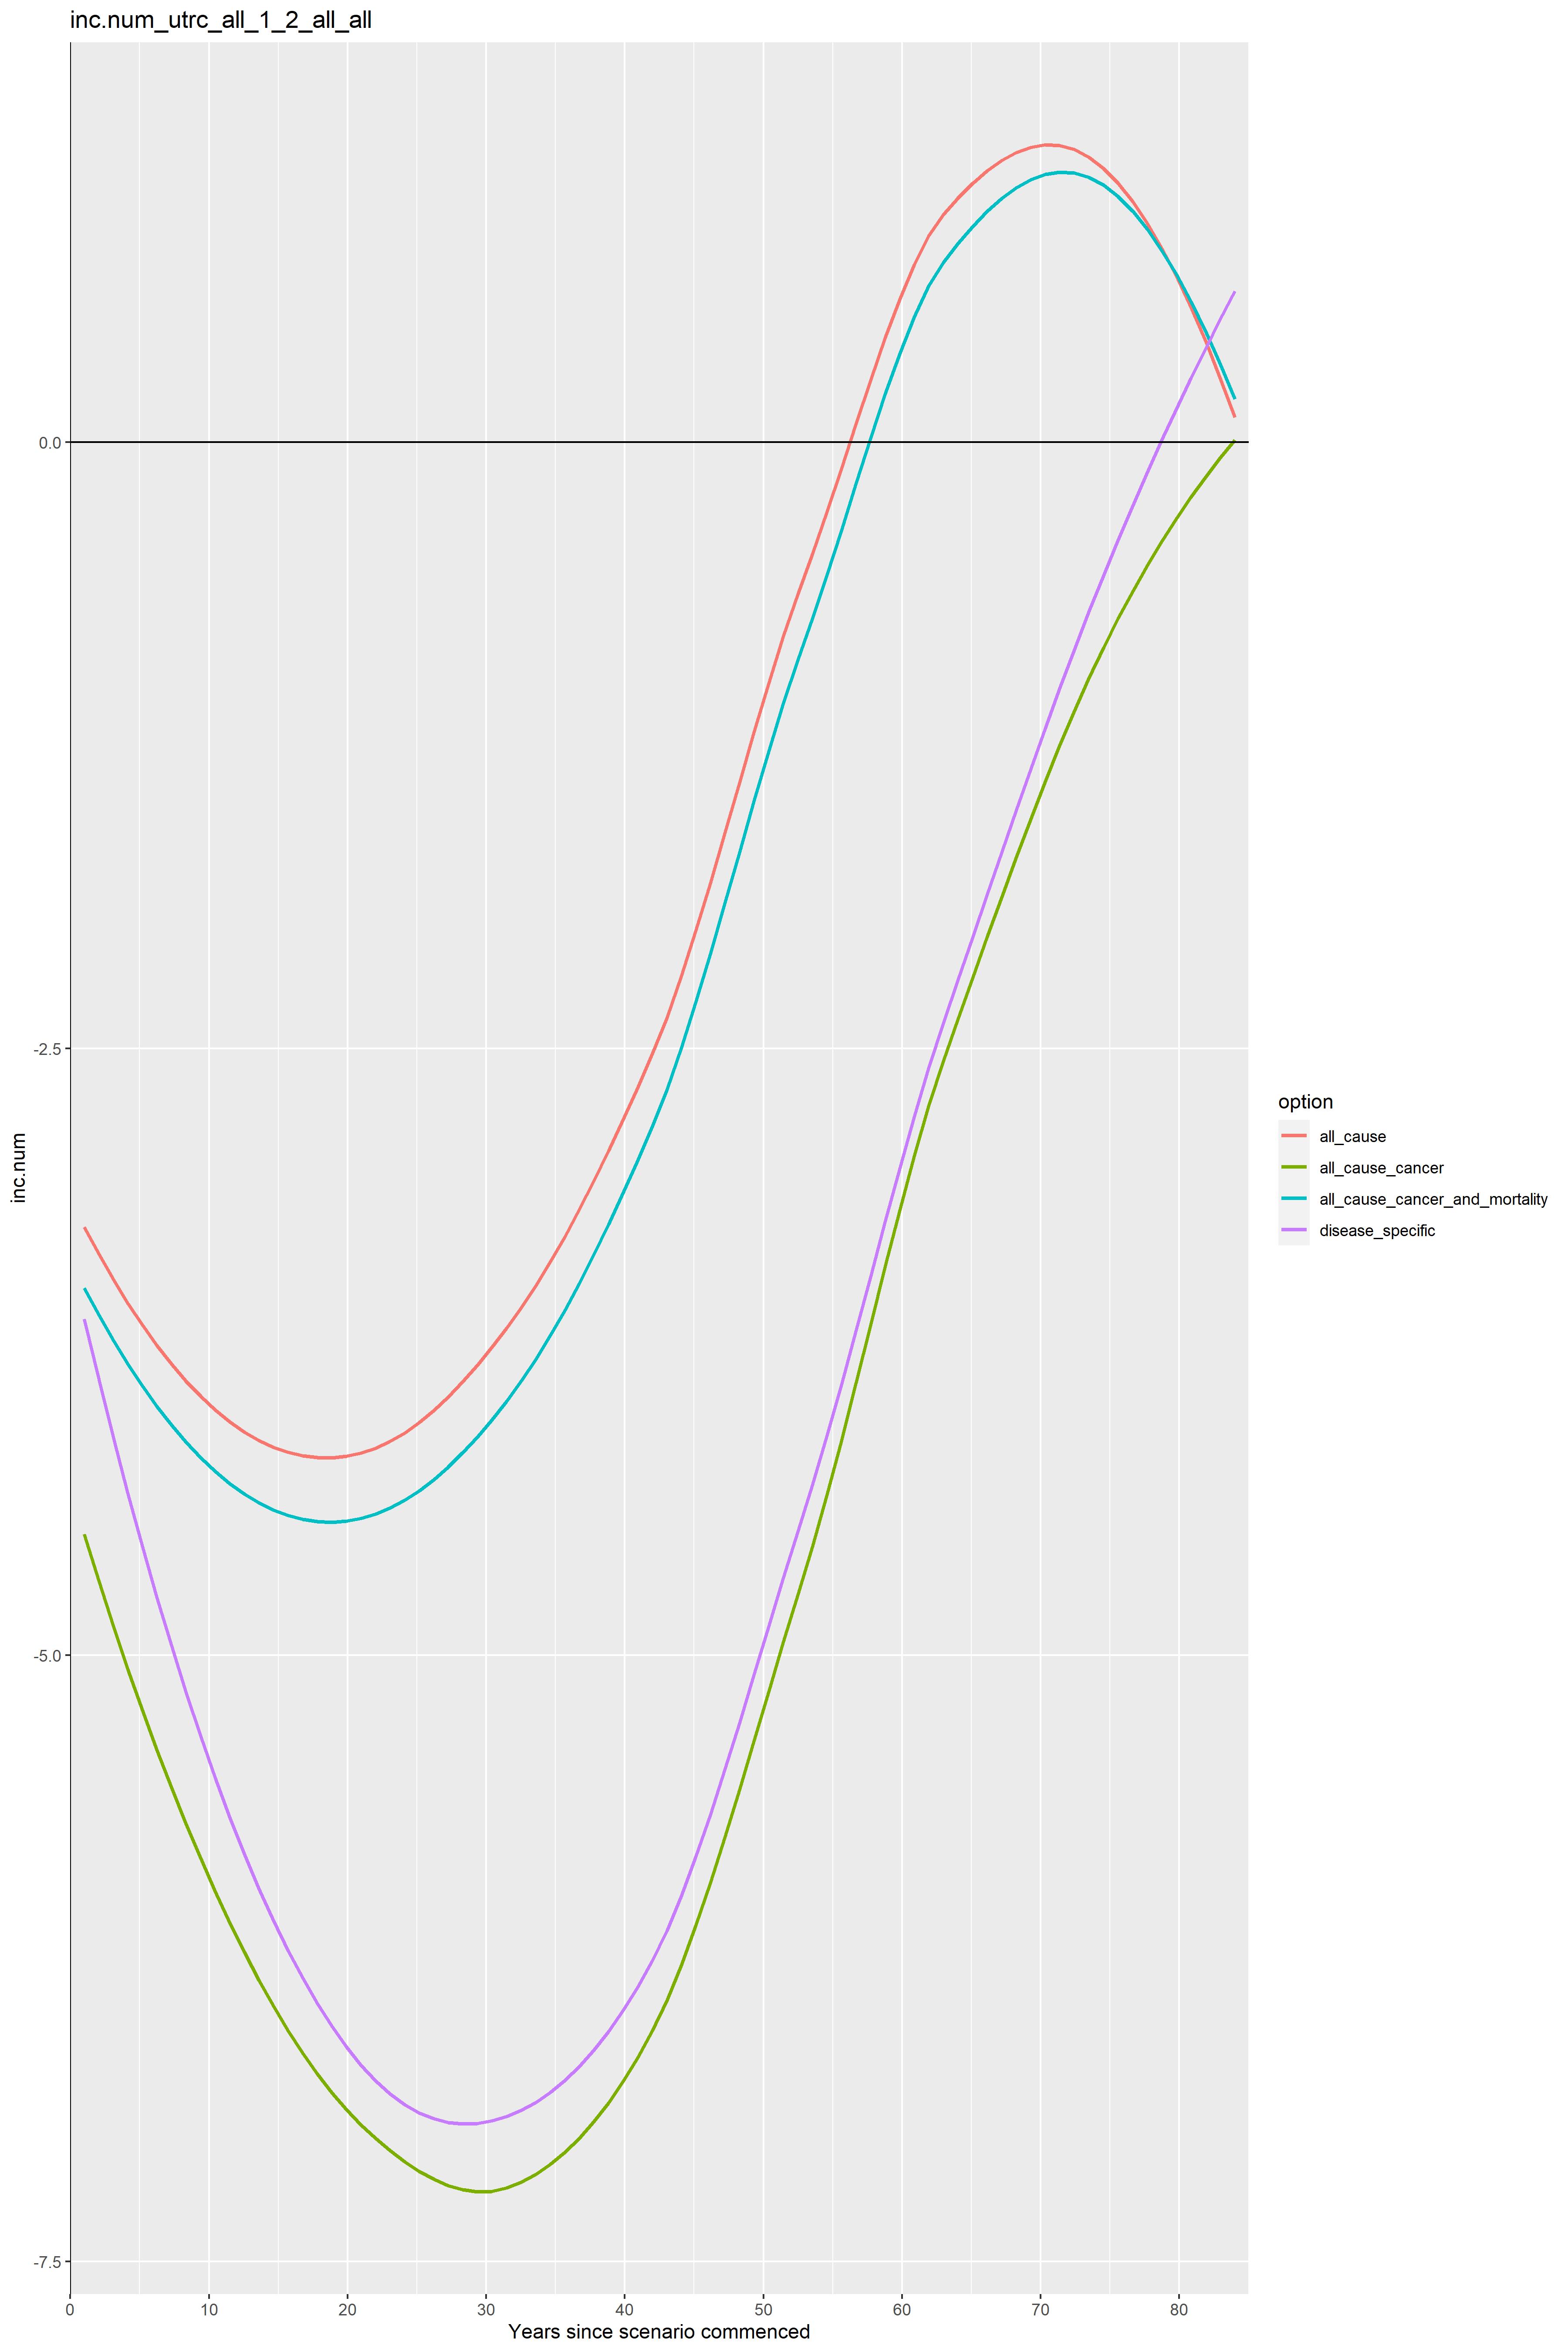 inc.num_utrc_all_1_2_all_all
0.0
-2.5
-5.0
-7.5
inc.num
0 10 20 30 40 50 60 70 80
Years since scenario commenced
option
all_cause
all_cause_cancer
all_cause_cancer_and_mortality
disease_specific